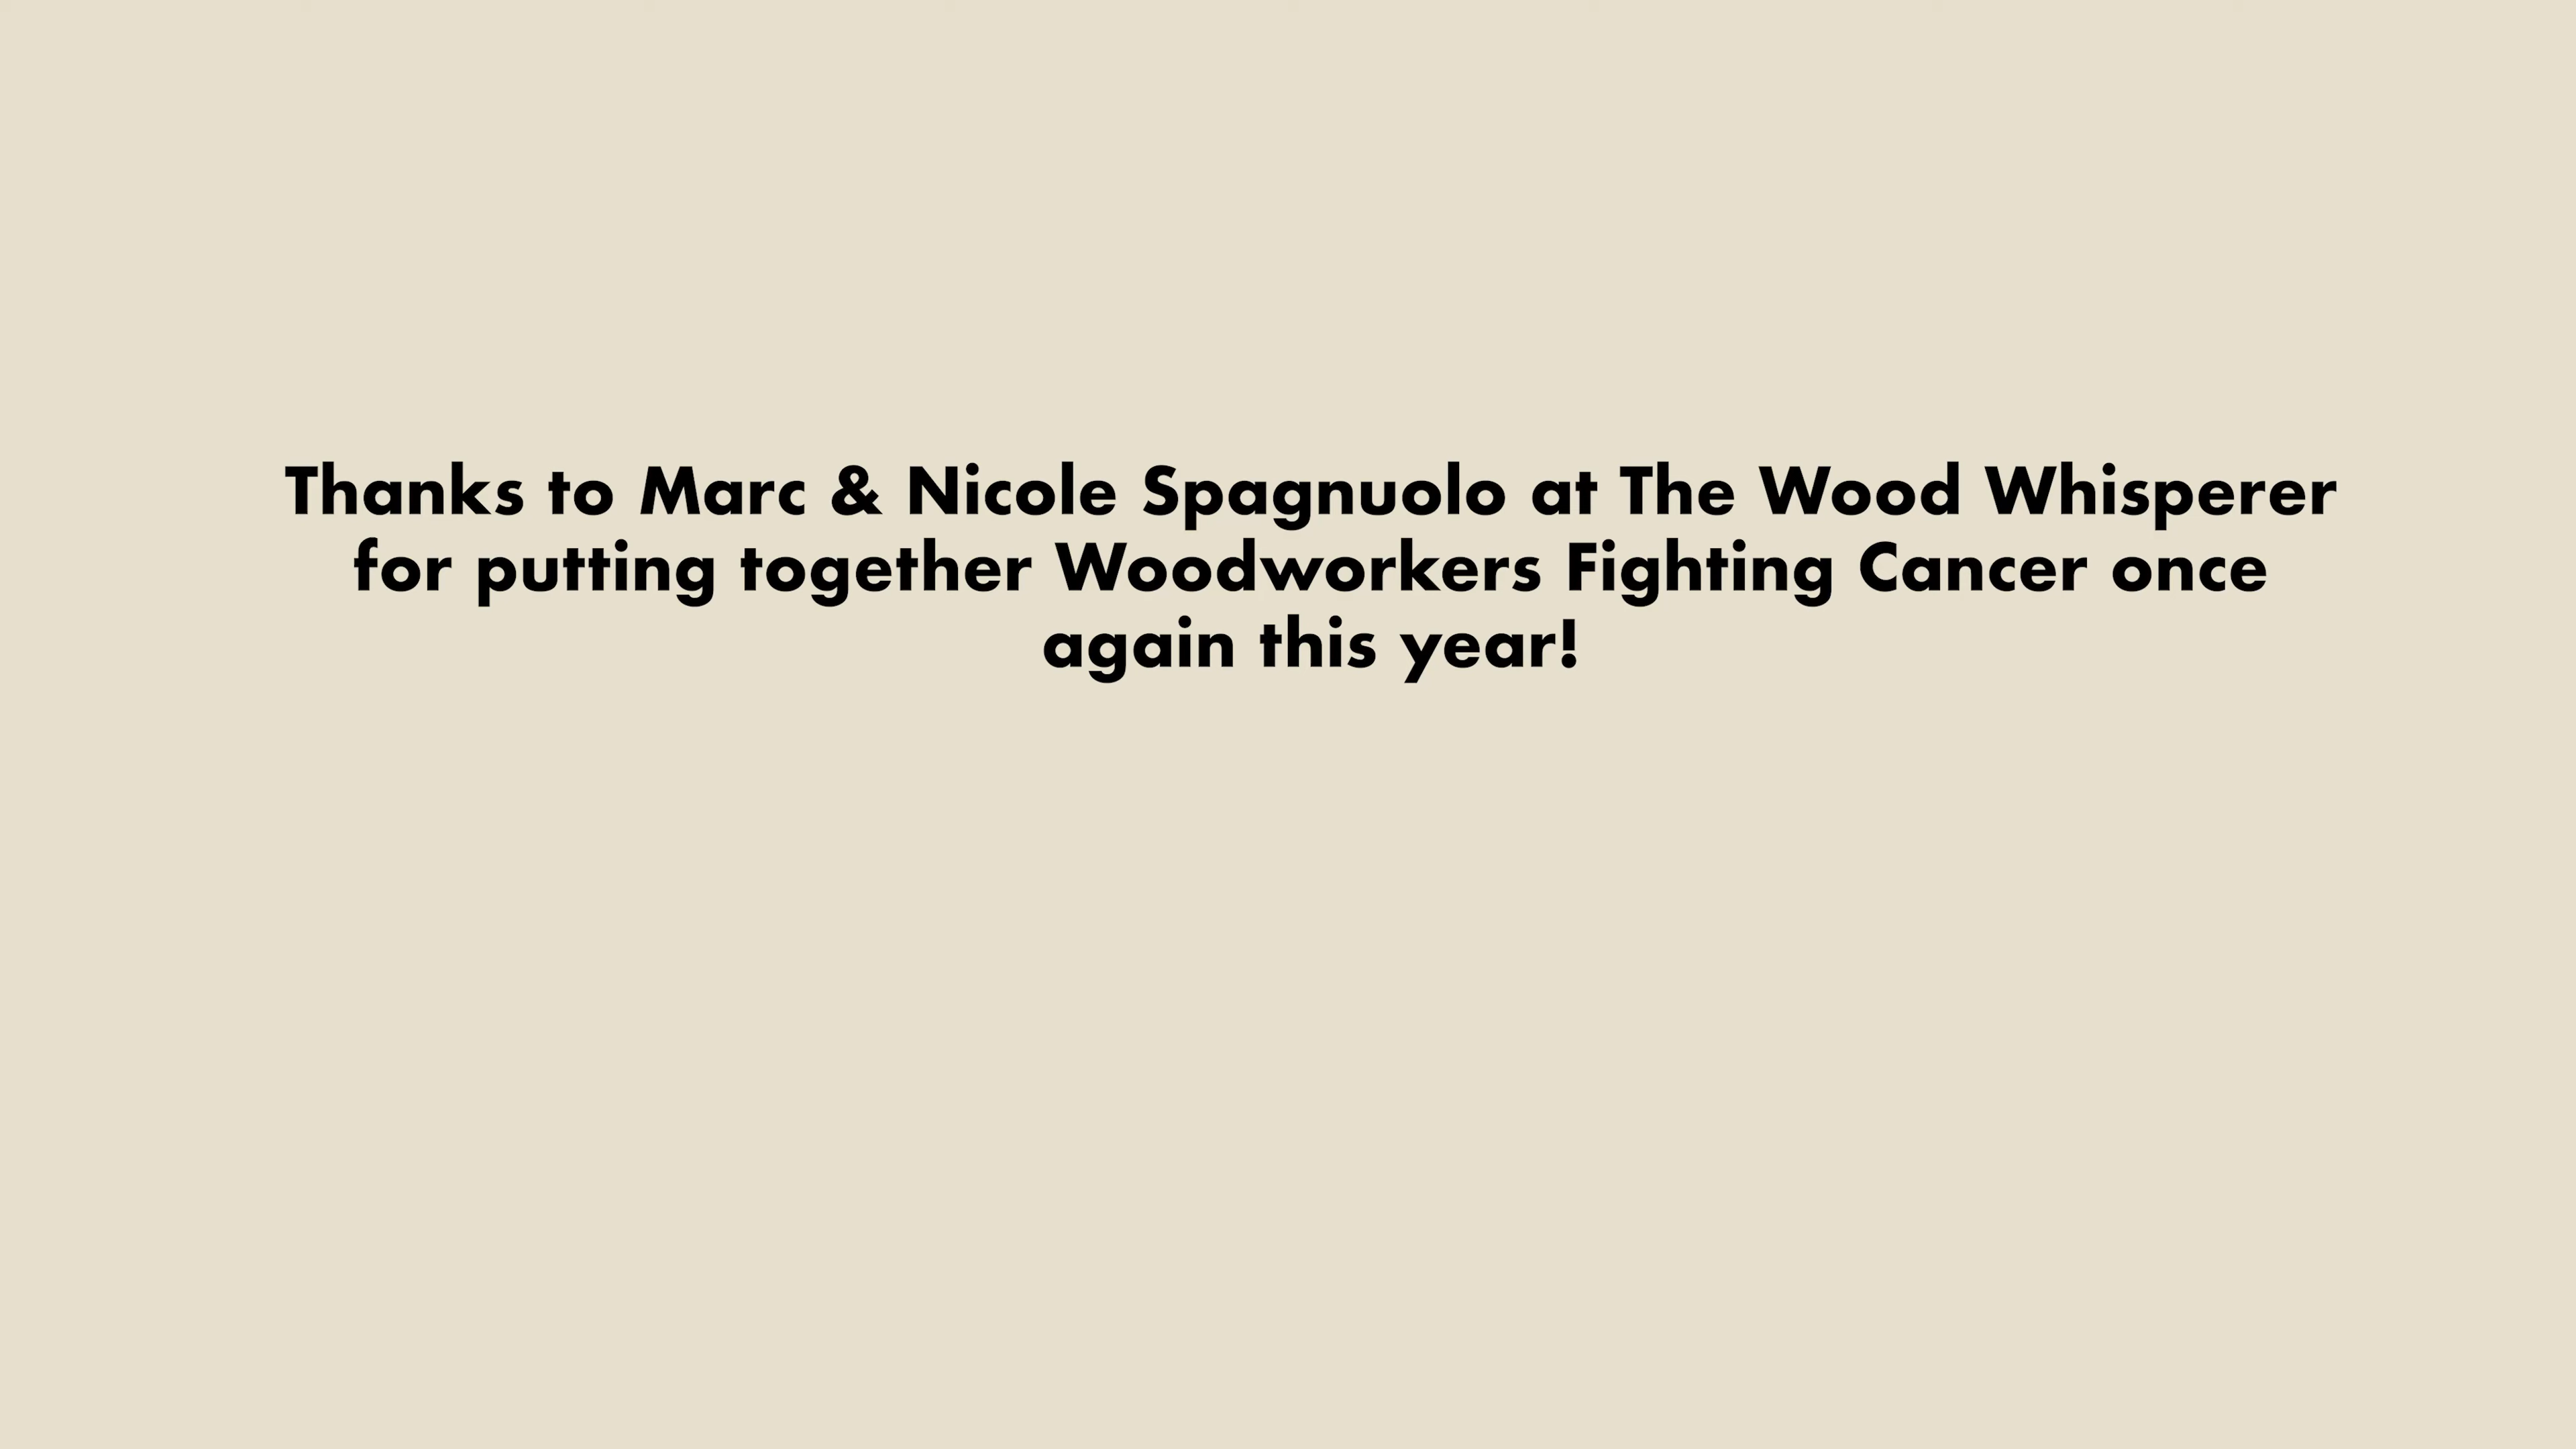 Thanks to Marc & Nicole Spagnuolo at The Wood Whisperer
for putting together Woodworkers Fighting Cancer once
again this year!